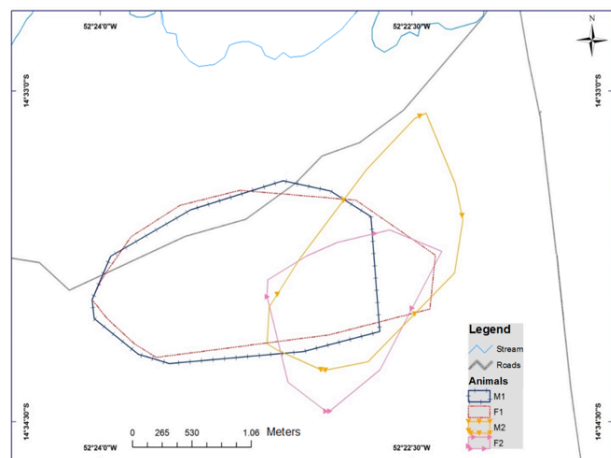 52°24'0"W 52°22'30"W
N
14°33'0"S 14°33'0"S
Legend
Stream
Roads
Animals
M1
F1
M2
F2
0 265 530 1.06 Meters
14°34'30"S 14°34'30"S
52°24'0"W 52°22'30"W